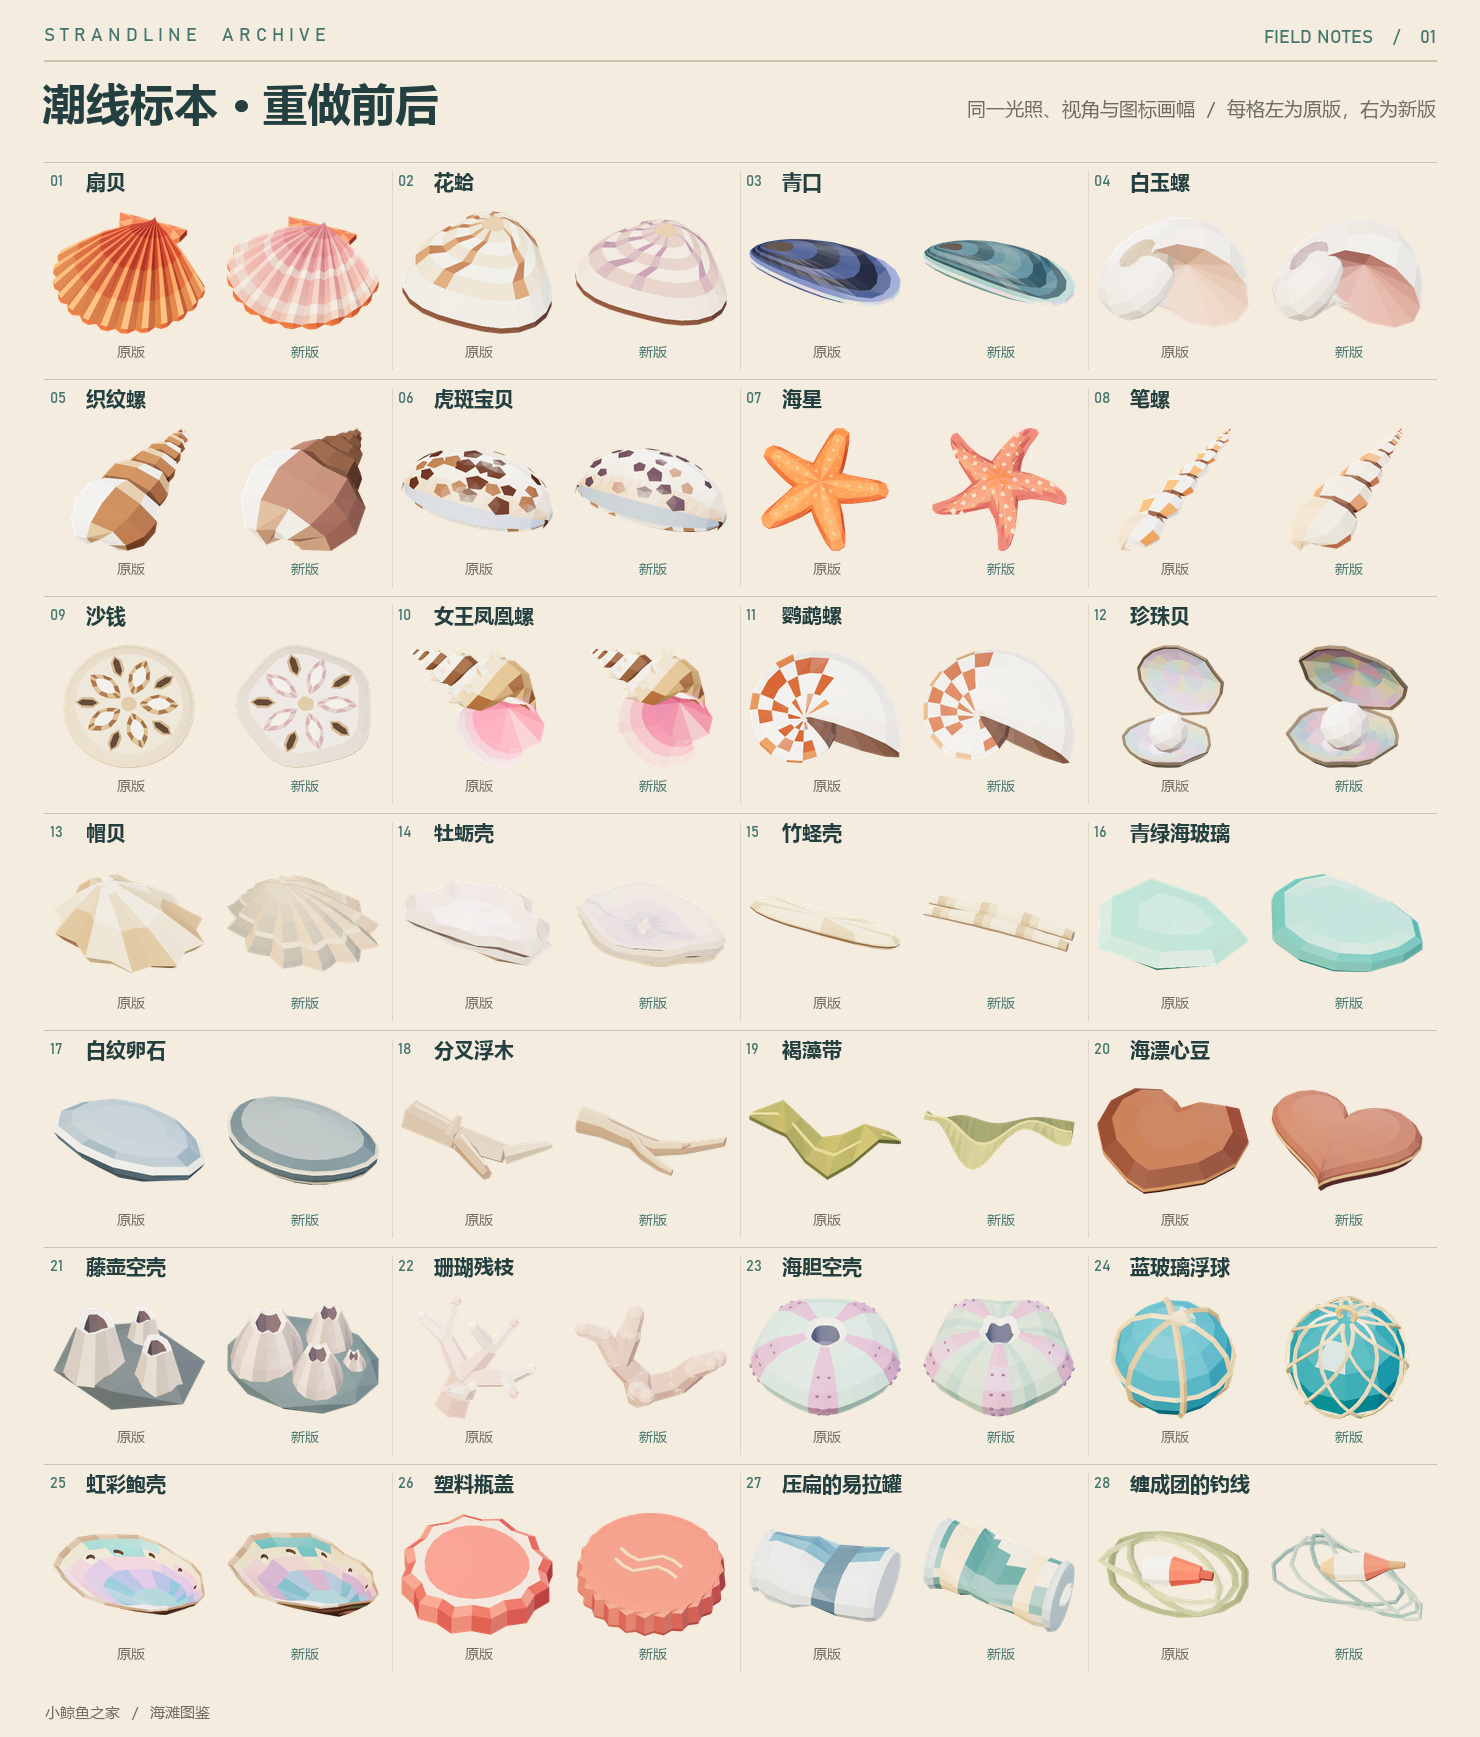 STRANDLINE ARCHIVE
FIELD NOTES / 01
潮线标本·重做前后
同一光照、视角与图标画幅 / 每格左为原版，右为新版
01 扇贝
02 花蛤
03 青口
04 白玉螺
原版 新版 原版 新版 原版 新版 原版 新版
05 织纹螺
06 虎斑宝贝
07 海星
08 笔螺
原版 新版 原版 新版 原版 新版 原版 新版
09 沙钱
10 女王凤凰螺
11 鹦鹉螺
12 珍珠贝
原版 新版 原版 新版 原版 新版 原版 新版
13 帽贝
14 牡蛎壳
15 竹蛏壳
16 青绿海玻璃
原版 新版 原版 新版 原版 新版 原版 新版
17 白纹卵石
18 分叉浮木
19 褐藻带
20 海漂心豆
原版 新版 原版 新版 原版 新版 原版 新版
21 藤壶空壳
22 珊瑚残枝
23 海胆空壳
24 蓝玻璃浮球
原版 新版 原版 新版 原版 新版 原版 新版
25 虹彩鲍壳
26 塑料瓶盖
27 压扁的易拉罐
28 缠成团的钓线
原版 新版 原版 新版 原版 新版 原版 新版
小鲸鱼之家 / 海滩图鉴